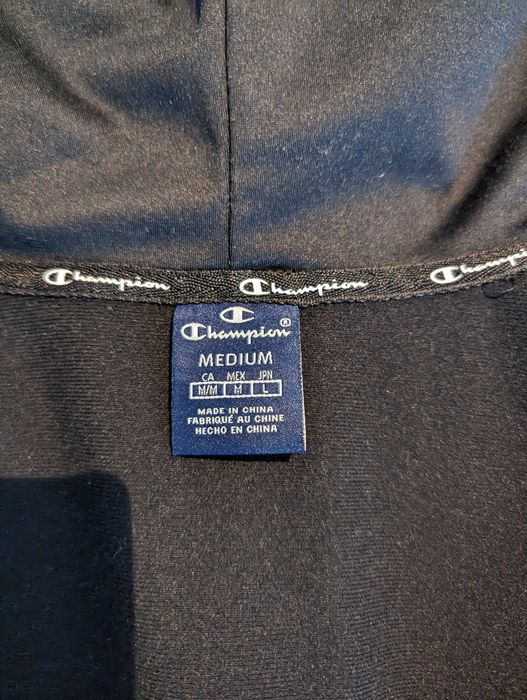 Champion Champion Champion
Champion®
MEDIUM
CA MEX JPN
M/M M L
MADE IN CHINA
FABRIQUÉ AU CHINE
HECHO EN CHINA